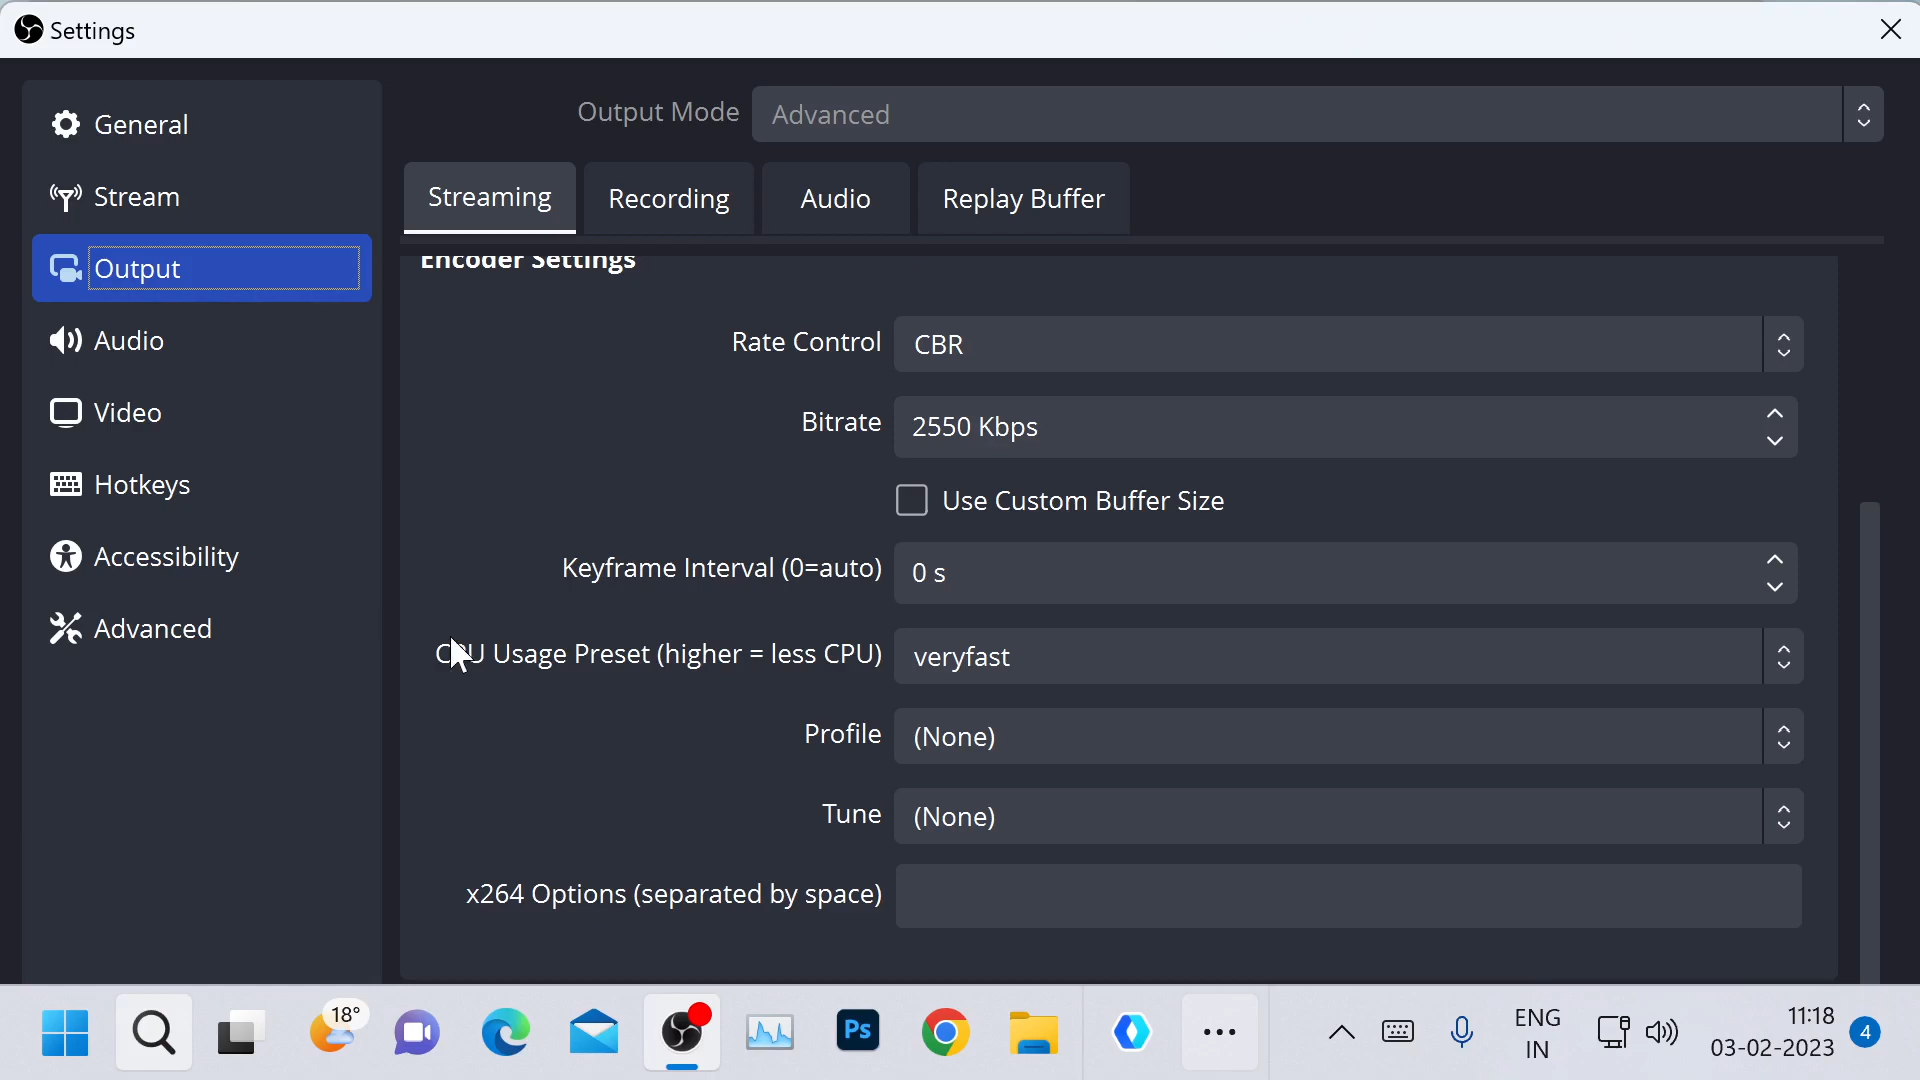 Settings
General
Stream
Output
Audio
Video
Hotkeys
Accessibility
Advanced
Output Mode Advanced
Streaming Recording Audio Replay Buffer
Encoder Settings
Rate Control CBR
Bitrate 2550 Kbps
Use Custom Buffer Size
Keyframe Interval (0=auto) 0 s
CPU Usage Preset (higher = less CPU) veryfast
Profile (None)
Tune (None)
x264 Options (separated by space)
18°
Ps
ENG
IN
11:18
03-02-2023
4